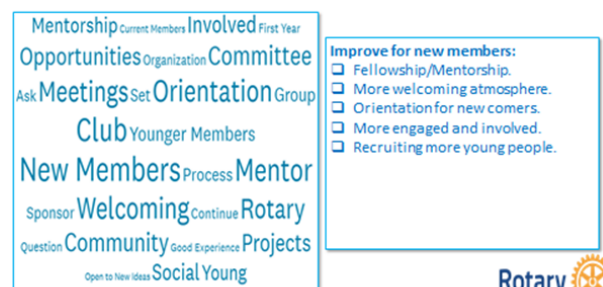 Mentorship Current Members Involved First Year
Opportunities Organization Committee
Ask Meetings Set Orientation Group
Club Younger Members
New Members Process Mentor
Sponsor Welcoming Continue Rotary
Question Community Good Experience Projects
Open to New Ideas Social Young
Improve for new members:
Fellowship/Mentorship.
More welcoming atmosphere.
Orientation for new comers.
More engaged and involved.
Recruiting more young people.
Rotary